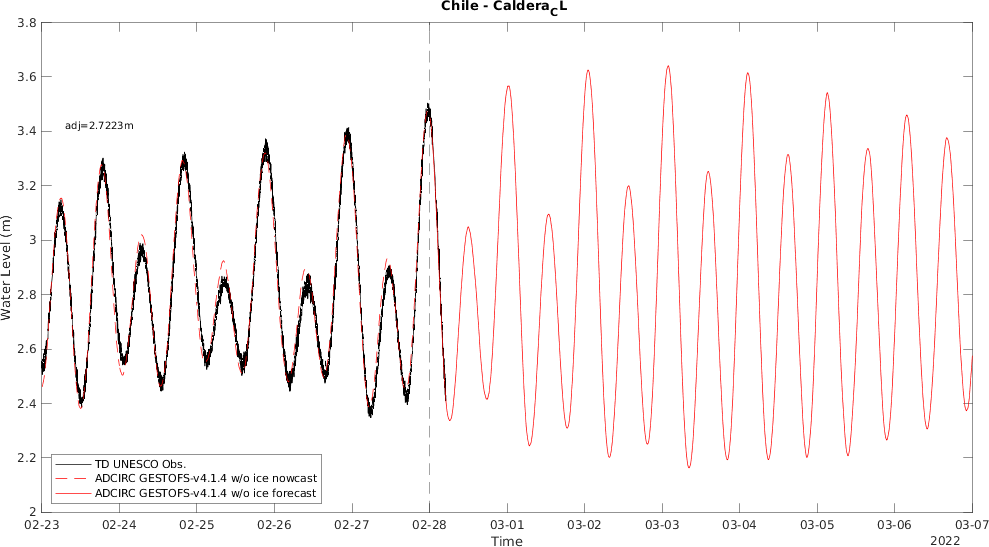 Chile - Caldera_CL
3.8
3.6
3.4
3.2
3
2.8
2.6
2.4
2.2
2
Water Level (m)
adj=2.7223m
TD UNESCO Obs.
ADCIRC GESTOFS-v4.1.4 w/o ice nowcast
ADCIRC GESTOFS-v4.1.4 w/o ice forecast
02-23 02-24 02-25 02-26 02-27 02-28 03-01 03-02 03-03 03-04 03-05 03-06 03-07
Time
2022